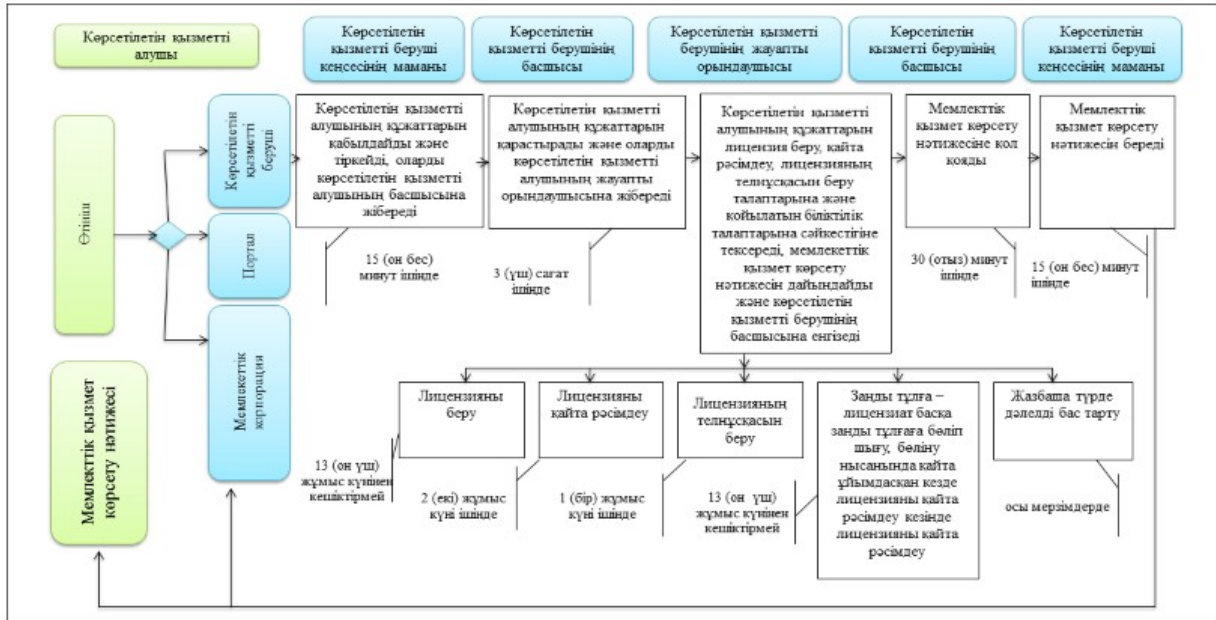 Көрсетілетін қызметті
алушы
Көрсетілетін
қызметті беруші
кеңсесінің маманы
Көрсетілетін
қызметті берушінің
басшысы
Көрсетілетін қызметті
берушінің жауапты
орындаушысы
Көрсетілетін
қызметті берушінің
басшысы
Көрсетілетін
қызметті беруші
кеңсесінің маманы
Өтініш
Көрсетілетін
қызметті
беруші
Портал
Мемлекеттік
корпорация
Мемлекттік қызмет
көрсету нәтижесі
Көрсетілетін қызметті
алушының құжаттарын
қабылдайды және
тіркейді, оларды
көрсетілетін қызметті
алушының басшысына
жібереді
15 (он бес)
минут ішінде
Көрсетілетін қызметті
алушының құжаттарын
қарастырады және оларды
көрсетілетін қызметті
алушының жауапты
орындаушысына жібереді
3 (үш) сағат
ішінде
Көрсетілетін қызметті
алушының құжаттарын
лицензия беру, қайта
рәсімдеу, лицензияның
телнұсқасын беру
талаптарына және
қойылатын біліктілік
талаптарына сәйкестігіне
тексереді, мемлекеттік
қызмет көрсету
нәтижесін дайындайды
және көрсетілетін
қызметті берушінің
басшысына енгізеді
Мемлекттік
қызмет көрсету
нәтижесіне қол
қояды
30 (отыз) минут
ішінде
Мемлекттік
қызмет көрсету
нәтижесін береді
15 (он бес) минут
ішінде
Лицензияны
беру
13 (он үш)
жұмыс күнінен
кешіктірмей
Лицензияны
қайта рәсімдеу
2 (екі) жұмыс
күні ішінде
Лицензияның
телнұсқасын
беру
1 (бір) жұмыс
күні ішінде
Заңды тұлға –
лицензиат басқа
заңды тұлғаға бөліп
шығу, бөліну
нысанында қайта
ұйымдасқан кезде
лицензияны қайта
рәсімдеу кезінде
лицензияны қайта
рәсімдеу
13 (он үш)
жұмыс күнінен
кешіктірмей
Жазбаша түрде
дәлелді бас тарту
осы мерзімдерде